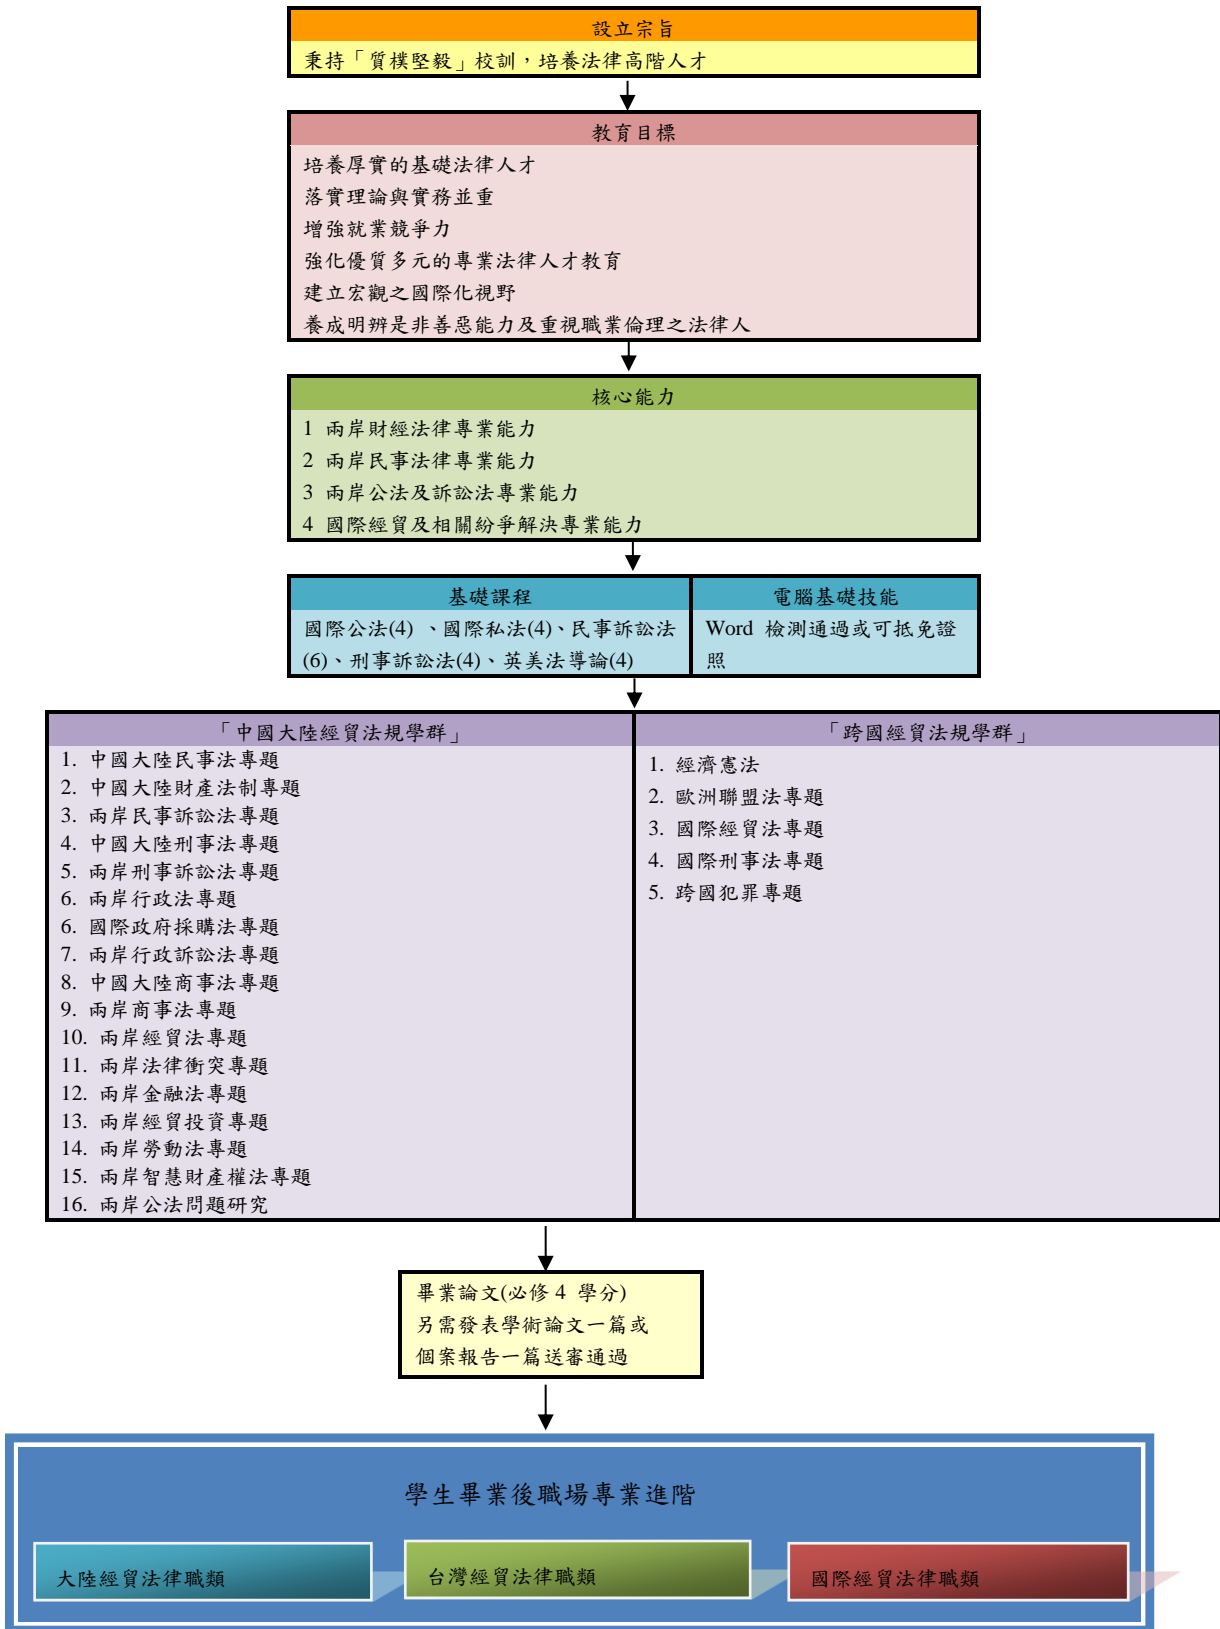 設立宗旨
秉持「質樸堅毅」校訓，培養法律高階人才
教育目標
培養厚實的基礎法律人才
落實理論與實務並重
增強就業競爭力
強化優質多元的專業法律人才教育
建立宏觀之國際化視野
養成明辨是非善惡能力及重視職業倫理之法律人
核心能力
1 兩岸財經法律專業能力
2 兩岸民事法律專業能力
3 兩岸公法及訴訟法專業能力
4 國際經貿及相關紛爭解決專業能力
基礎課程
國際公法(4) 、國際私法(4)、民事訴訟法
(6)、刑事訴訟法(4)、英美法導論(4)
電腦基礎技能
Word 檢測通過或可抵免證
照
「中國大陸經貿法規學群」
1. 中國大陸民事法專題
2. 中國大陸財產法制專題
3. 兩岸民事訴訟法專題
4. 中國大陸刑事法專題
5. 兩岸刑事訴訟法專題
6. 兩岸行政法專題
6. 國際政府採購法專題
7. 兩岸行政訴訟法專題
8. 中國大陸商事法專題
9. 兩岸商事法專題
10. 兩岸經貿法專題
11. 兩岸法律衝突專題
12. 兩岸金融法專題
13. 兩岸經貿投資專題
14. 兩岸勞動法專題
15. 兩岸智慧財產權法專題
16. 兩岸公法問題研究
「跨國經貿法規學群」
1. 經濟憲法
2. 歐洲聯盟法專題
3. 國際經貿法專題
4. 國際刑事法專題
5. 跨國犯罪專題
畢業論文(必修 4 學分)
另需發表學術論文一篇或
個案報告一篇送審通過
學生畢業後職場專業進階
大陸經貿法律職類
台灣經貿法律職類
國際經貿法律職類